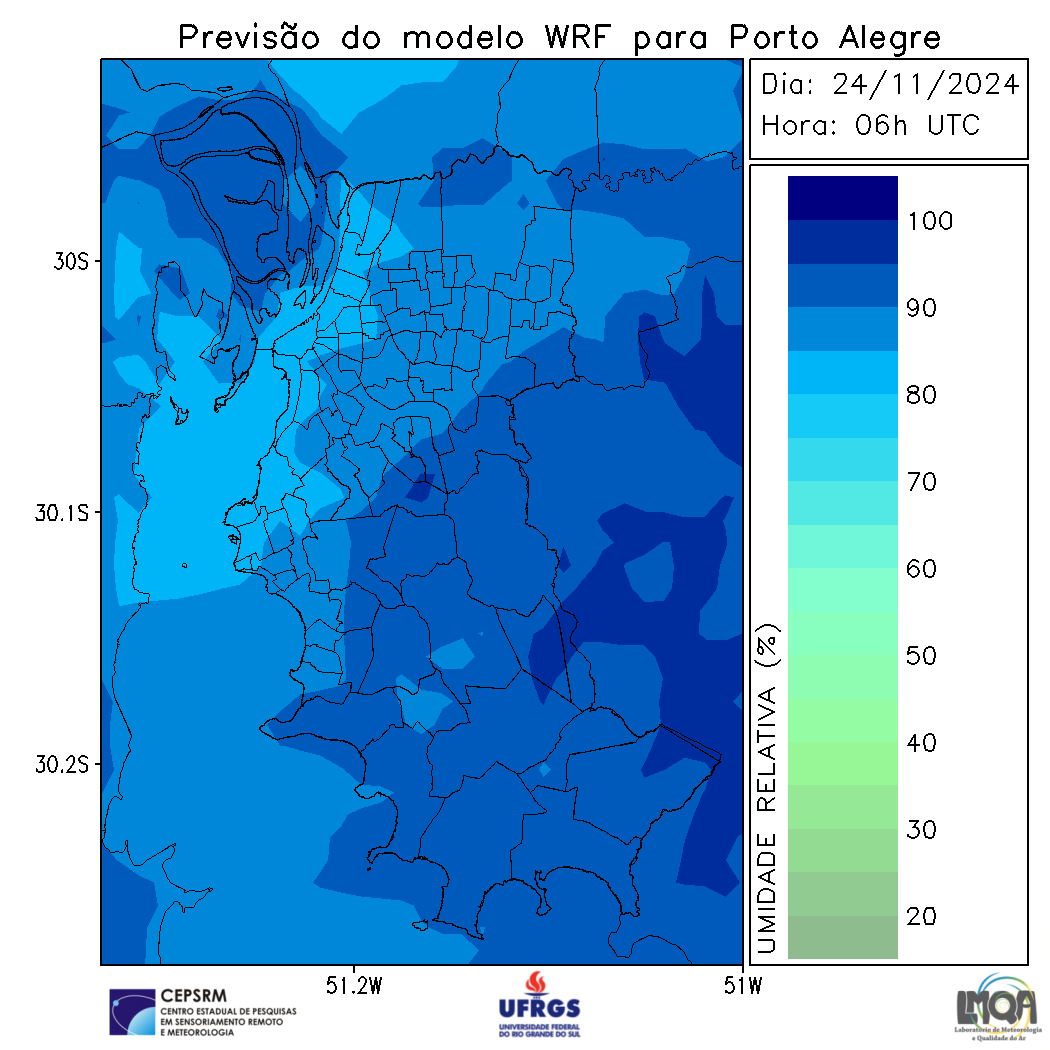 Previsão do modelo WRF para Porto Alegre
Dia: 24/11/2024
Hora: 06h UTC
30S
30.1S
30.2S
51.2W
51W
UMIDADE RELATIVA (%)
100
90
80
70
60
50
40
30
20
CEPSRM
CENTRO ESTADUAL DE PESQUISAS
EM SENSORIAMENTO REMOTO
E METEOROLOGIA
UFRGS
UNIVERSIDADE FEDERAL
DO RIO GRANDE DO SUL
LMQA
Laboratório de Meteorologia
e Qualidade do Ar